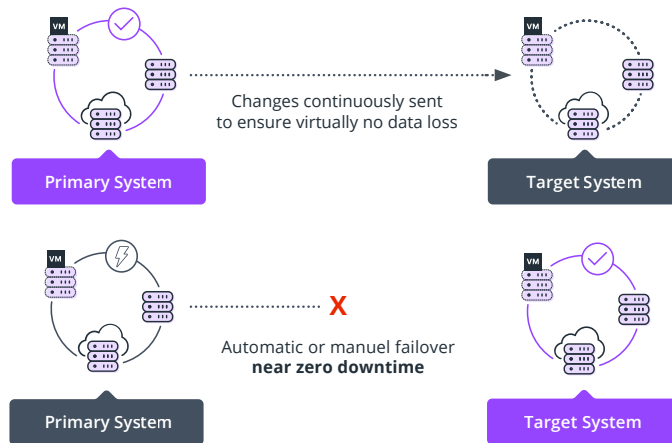 VM
VM
Changes continuously sent
to ensure virtually no data loss
Primary System
Target System
VM
VM
X
Automatic or manuel failover
near zero downtime
Primary System
Target System